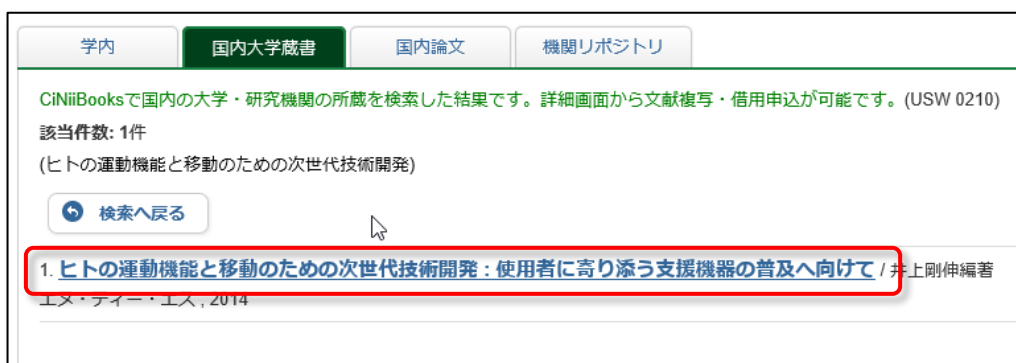 学内 国内大学蔵書 国内論文 機関リポジトリ
CiNiiBooksで国内の大学・研究機関の所蔵を検索した結果です。詳細画面から文献複写・借用申込が可能です。(USW 0210)
該当件数: 1件
(ヒトの運動機能と移動のための次世代技術開発)
検索へ戻る
1. ヒトの運動機能と移動のための次世代技術開発 : 使用者に寄り添う支援機器の普及へ向けて / 井上剛伸編著
エヌ・ティー・エス , 2014